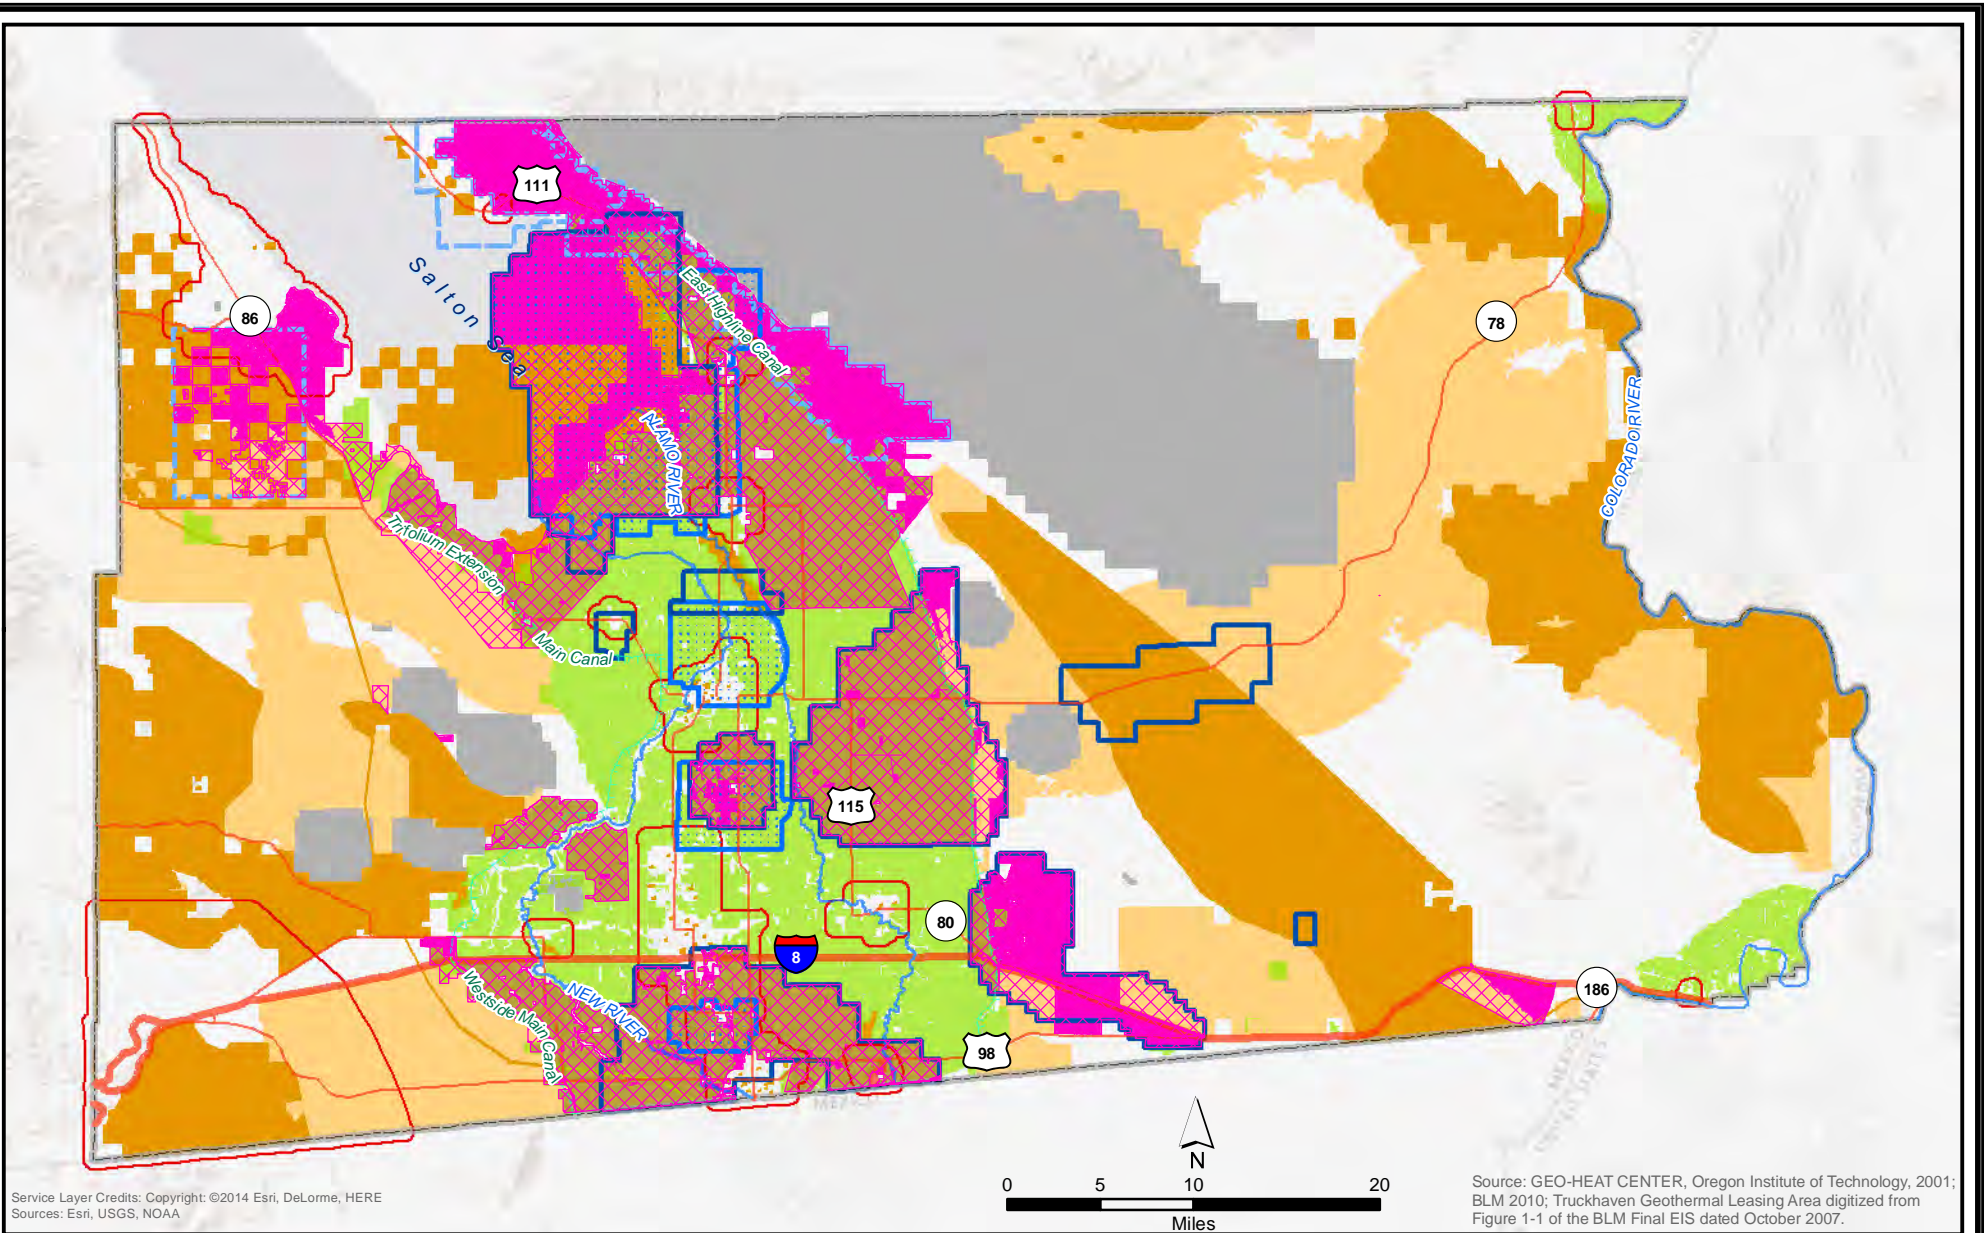 111
Salton Sea
East Highline Canal
86
78
ALAMO RIVER
COLORADO RIVER
Trifolium Extension
Main Canal
115
80
8
NEW RIVER
Westside Main Canal
98
186
MEXICO
N
0 5 10 20
Miles
Service Layer Credits: Copyright: ©2014 Esri, DeLorme, HERE
Sources: Esri, USGS, NOAA
Source: GEO-HEAT CENTER, Oregon Institute of Technology, 2001;
BLM 2010; Truckhaven Geothermal Leasing Area digitized from
Figure 1-1 of the BLM Final EIS dated October 2007.